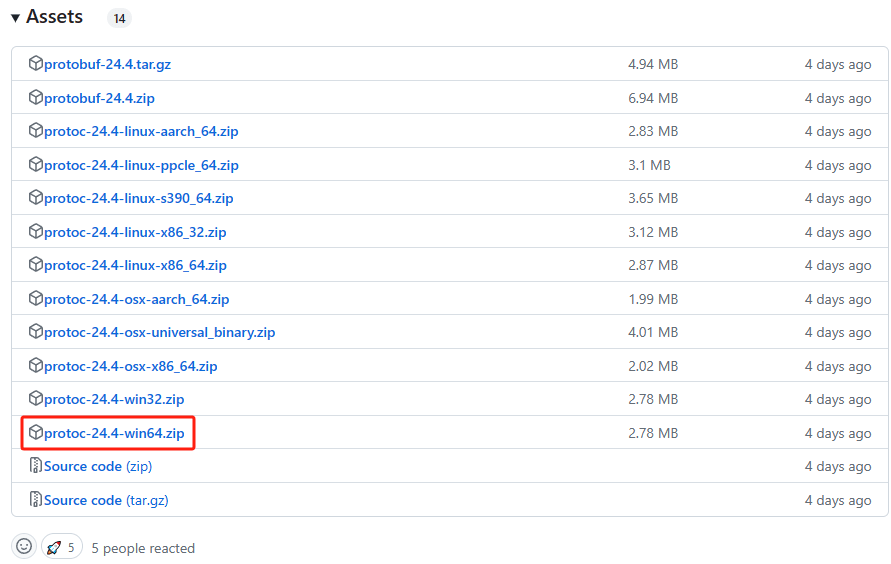 Assets 14
protobuf-24.4.tar.gz 4.94 MB 4 days ago
protobuf-24.4.zip 6.94 MB 4 days ago
protoc-24.4-linux-aarch_64.zip 2.83 MB 4 days ago
protoc-24.4-linux-ppcle_64.zip 3.1 MB 4 days ago
protoc-24.4-linux-s390_64.zip 3.65 MB 4 days ago
protoc-24.4-linux-x86_32.zip 3.12 MB 4 days ago
protoc-24.4-linux-x86_64.zip 2.87 MB 4 days ago
protoc-24.4-osx-aarch_64.zip 1.99 MB 4 days ago
protoc-24.4-osx-universal_binary.zip 4.01 MB 4 days ago
protoc-24.4-osx-x86_64.zip 2.02 MB 4 days ago
protoc-24.4-win32.zip 2.78 MB 4 days ago
protoc-24.4-win64.zip 2.78 MB 4 days ago
Source code (zip) 4 days ago
Source code (tar.gz) 4 days ago
5 5 people reacted